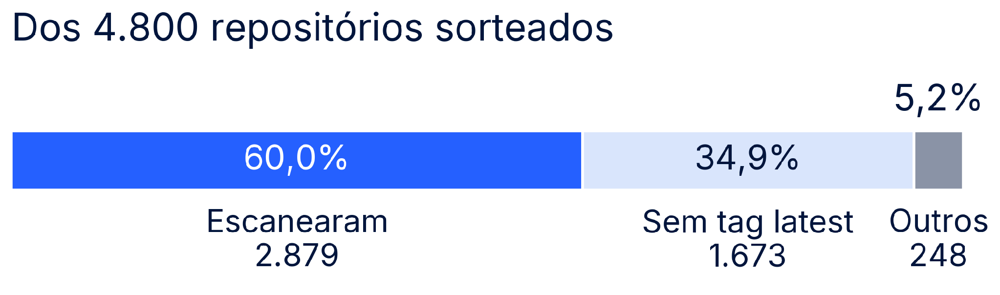 Dos 4.800 repositórios sorteados
5,2%
60,0%
34,9%
Escanearam
2.879
Sem tag latest
1.673
Outros
248